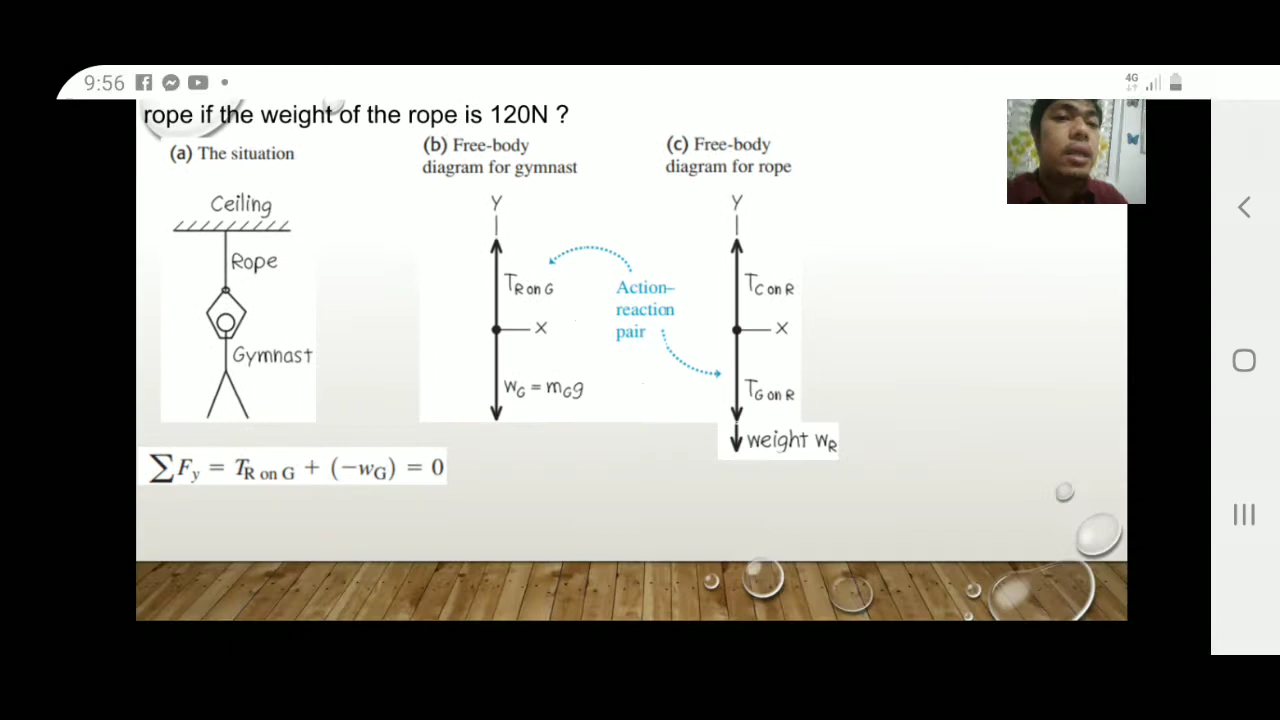 9:56
4G
rope if the weight of the rope is 120N ?
(a) The situation
(b) Free-body
diagram for gymnast
(c) Free-body
diagram for rope
Ceiling
Rope
Gymnast
Y
T_R on G
X
w_G = m_G g
Action–
reaction
pair
Y
T_C on R
X
T_G on R
weight w_R
∑F_y = T_R on G + (−w_G) = 0